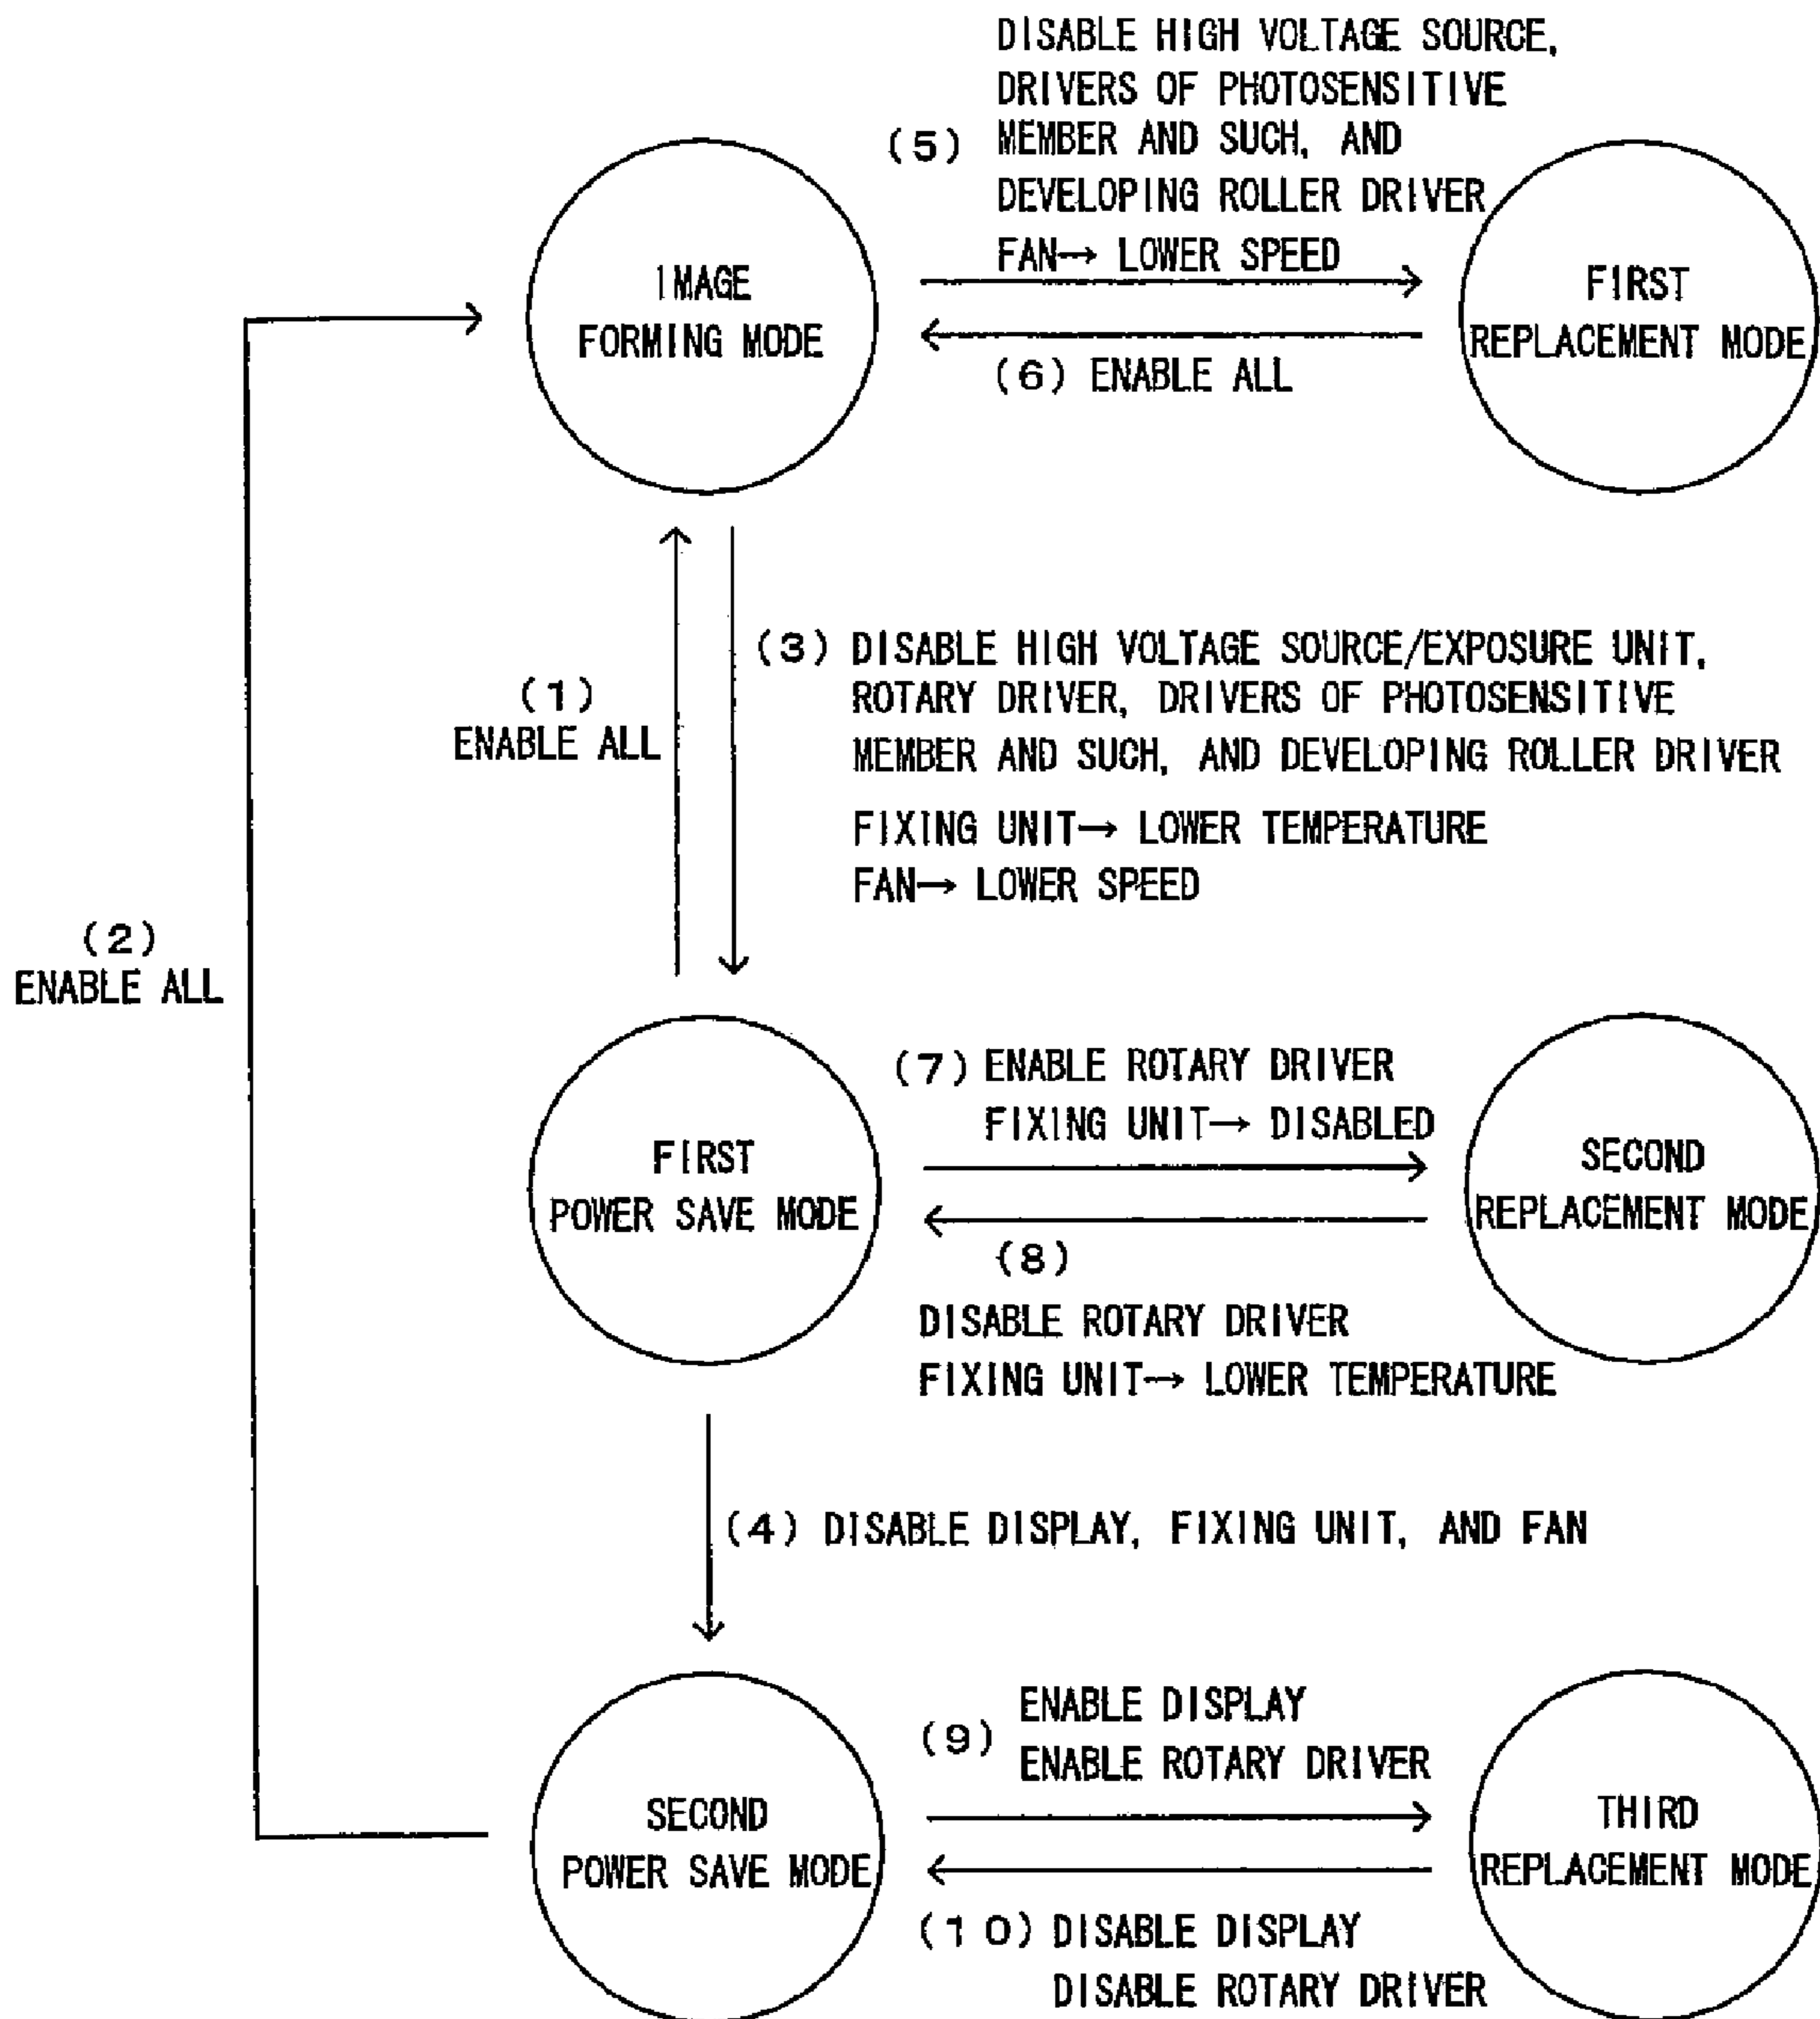 DISABLE HIGH VOLTAGE SOURCE,
DRIVERS OF PHOTOSENSITIVE
(5) MEMBER AND SUCH, AND
DEVELOPING ROLLER DRIVER
FAN→ LOWER SPEED
IMAGE
FORMING MODE
FIRST
REPLACEMENT MODE
(6) ENABLE ALL
(1)
ENABLE ALL
(3) DISABLE HIGH VOLTAGE SOURCE/EXPOSURE UNIT,
ROTARY DRIVER, DRIVERS OF PHOTOSENSITIVE
MEMBER AND SUCH, AND DEVELOPING ROLLER DRIVER
FIXING UNIT→ LOWER TEMPERATURE
FAN→ LOWER SPEED
(2)
ENABLE ALL
FIRST
POWER SAVE MODE
(7) ENABLE ROTARY DRIVER
FIXING UNIT→ DISABLED
SECOND
REPLACEMENT MODE
(8)
DISABLE ROTARY DRIVER
FIXING UNIT→ LOWER TEMPERATURE
(4) DISABLE DISPLAY, FIXING UNIT, AND FAN
SECOND
POWER SAVE MODE
(9) ENABLE DISPLAY
ENABLE ROTARY DRIVER
THIRD
REPLACEMENT MODE
(10) DISABLE DISPLAY
DISABLE ROTARY DRIVER